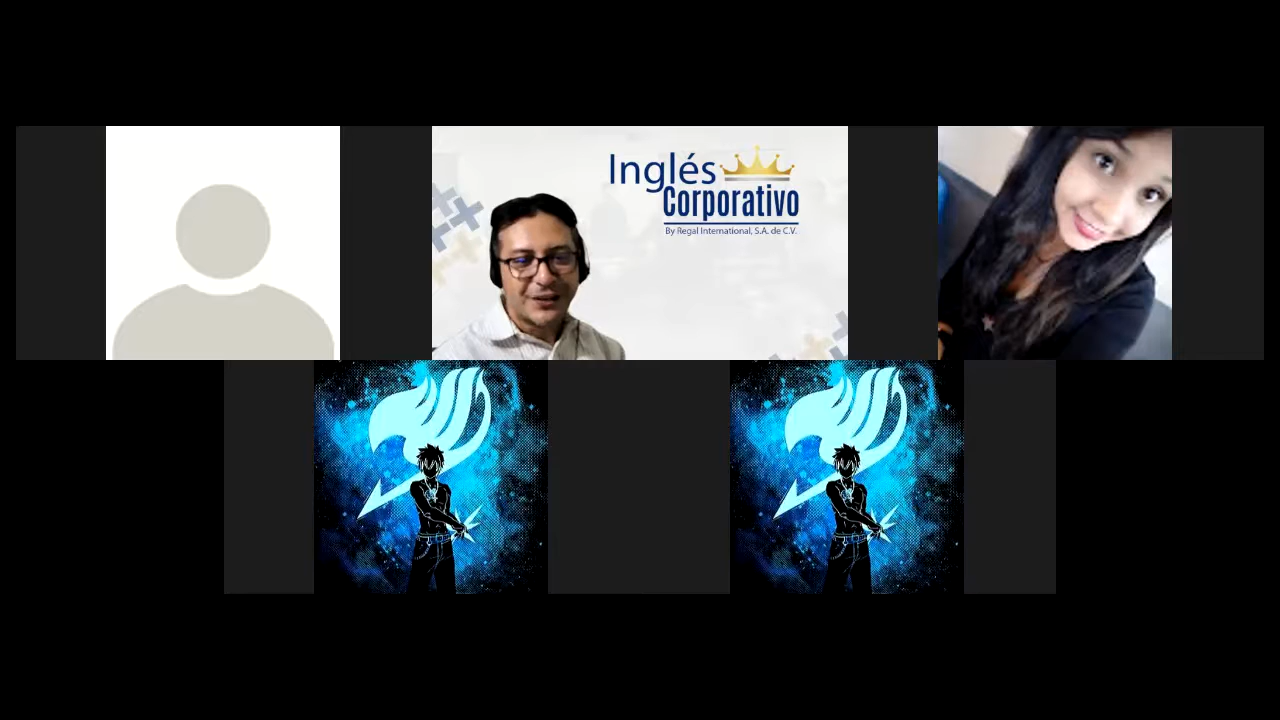 Inglés
Corporativo
By Regal International, S.A. de C.V.